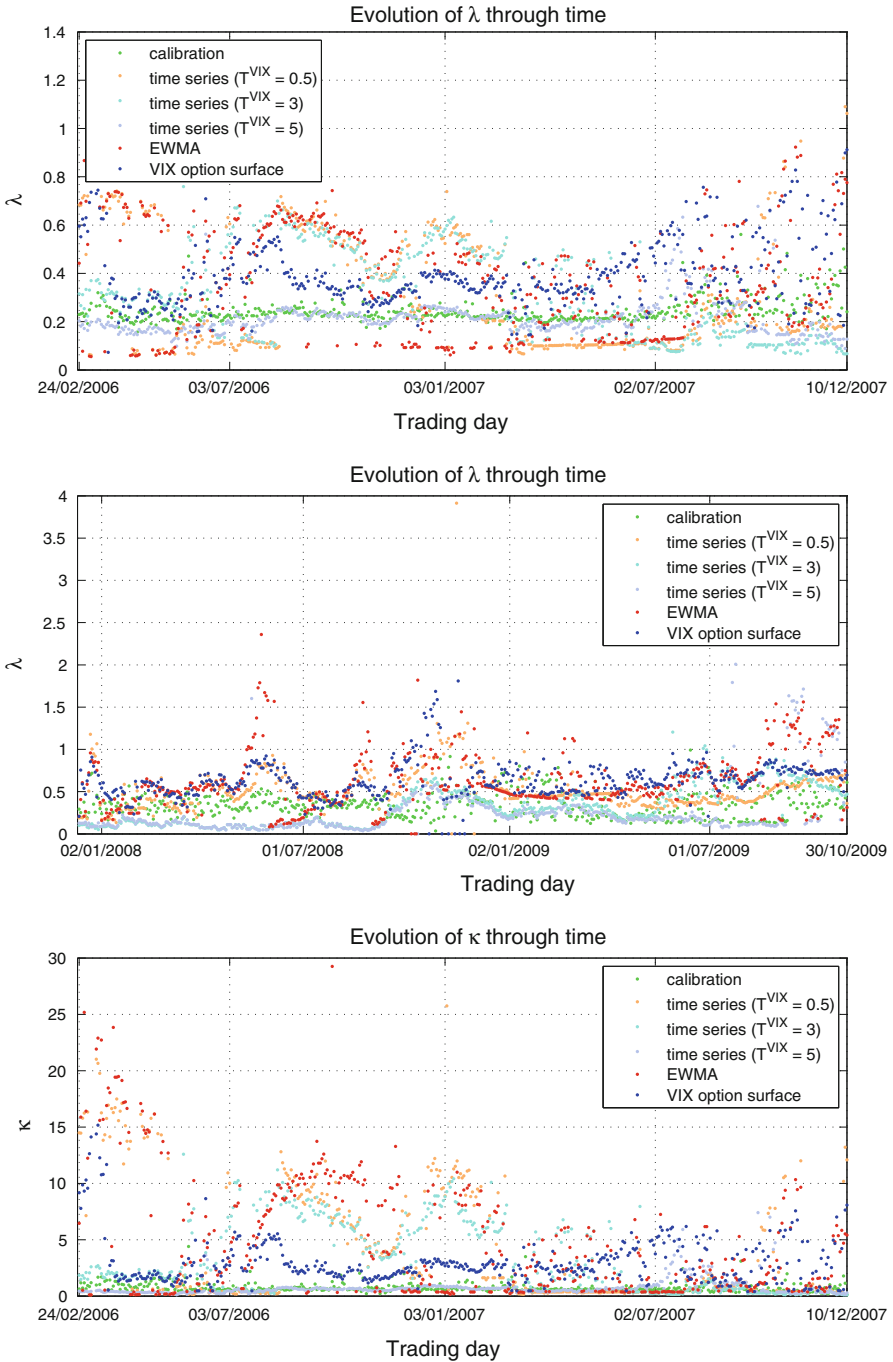 Evolution of λ through time
1.4
1.2
1
0.8
0.6
0.4
0.2
0
λ
calibration
time series (T^VIX = 0.5)
time series (T^VIX = 3)
time series (T^VIX = 5)
EWMA
VIX option surface
24/02/2006 03/07/2006 03/01/2007 02/07/2007 10/12/2007
Trading day
Evolution of λ through time
4
3.5
3
2.5
2
1.5
1
0.5
0
λ
calibration
time series (T^VIX = 0.5)
time series (T^VIX = 3)
time series (T^VIX = 5)
EWMA
VIX option surface
02/01/2008 01/07/2008 02/01/2009 01/07/2009 30/10/2009
Trading day
Evolution of κ through time
30
25
20
15
10
5
0
κ
calibration
time series (T^VIX = 0.5)
time series (T^VIX = 3)
time series (T^VIX = 5)
EWMA
VIX option surface
24/02/2006 03/07/2006 03/01/2007 02/07/2007 10/12/2007
Trading day